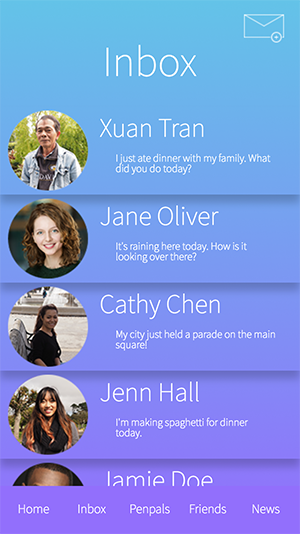 Inbox
Xuan Tran
I just ate dinner with my family. What
did you do today?
Jane Oliver
It's raining here today. How is it
looking over there?
Cathy Chen
My city just held a parade on the main
square!
Jenn Hall
I'm making spaghetti for dinner
today.
Jamie Doe
Home Inbox Penpals Friends News